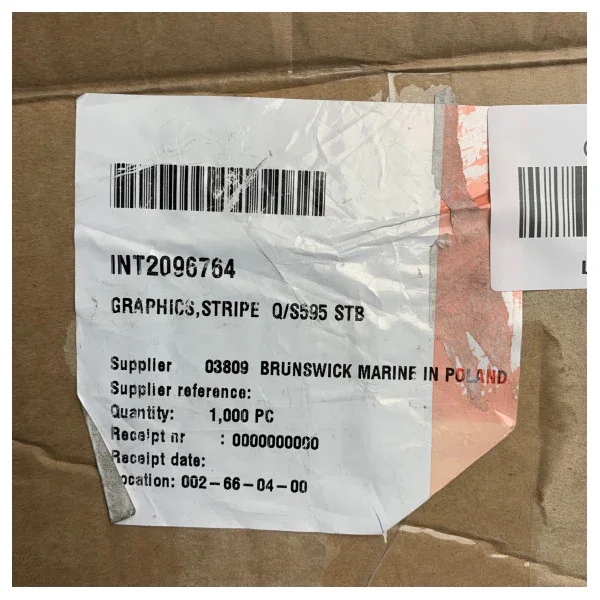 INT2096764
GRAPHICS,STRIPE Q/S595 STB
Supplier 03809 BRUNSWICK MARINE IN POLAND
Supplier reference:
Quantity: 1,000 PC
Receipt nr : 0000000000
Receipt date:
Location: 002-66-04-00